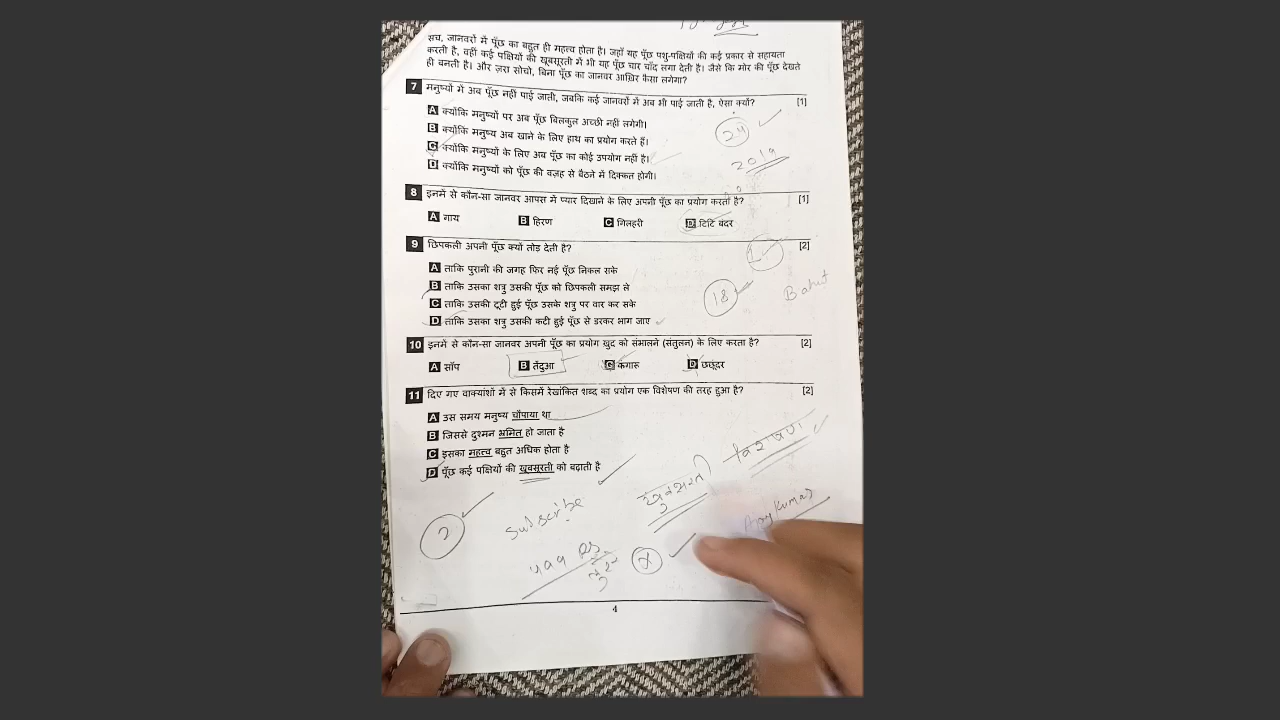 सच, जानवरों में पूँछ का बहुत ही महत्व होता है। जहाँ यह पूँछ पशु-पक्षियों की कई प्रकार से सहायता
करती है, वहीं कई पक्षियों की खूबसूरती में भी यह पूँछ चार चाँद लगा देती है। जैसे कि मोर की पूँछ देखते
ही बनती है। और ज़रा सोचो, बिना पूँछ का जानवर आख़िर कैसा लगेगा?
7 मनुष्यों में अब पूँछ नहीं पाई जाती, जबकि कई जानवरों में अब भी पाई जाती है, ऐसा क्यों? [1]
A क्योंकि मनुष्यों पर अब पूँछ बिलकुल अच्छी नहीं लगेगी।
B क्योंकि मनुष्य अब खाने के लिए हाथ का प्रयोग करते हैं।
C क्योंकि मनुष्यों के लिए अब पूँछ का कोई उपयोग नहीं है।
D क्योंकि मनुष्यों को पूँछ की वजह से बैठने में दिक्कत होगी।
24
2019
8 इनमें से कौन-सा जानवर आपस में प्यार दिखाने के लिए अपनी पूँछ का प्रयोग करता है? [1]
A गाय B हिरण C गिलहरी D टिटि बंदर
9 छिपकली अपनी पूँछ क्यों तोड़ देती है? [2]
1
A ताकि पुरानी की जगह फिर नई पूँछ निकल सके
B ताकि उसका शत्रु उसकी पूँछ को छिपकली समझ ले
C ताकि उसकी टूटी हुई पूँछ उसके शत्रु पर वार कर सके
D ताकि उसका शत्रु उसकी कटी हुई पूँछ से डरकर भाग जाए
18
10 इनमें से कौन-सा जानवर अपनी पूँछ का प्रयोग खुद को संभालने (संतुलन) के लिए करता है? [2]
A साँप B तेंदुआ C कंगारू D छछूंदर
11 दिए गए वाक्यांशों में से किसमें रेखांकित शब्द का प्रयोग एक विशेषण की तरह हुआ है? [2]
A उस समय मनुष्य चौपाया था
B जिससे दुश्मन भ्रमित हो जाता है
C इसका महत्व बहुत अधिक होता है
D पूँछ कई पक्षियों की खूबसूरती को बढ़ाती है
विशेषण
Subscribe
2
4